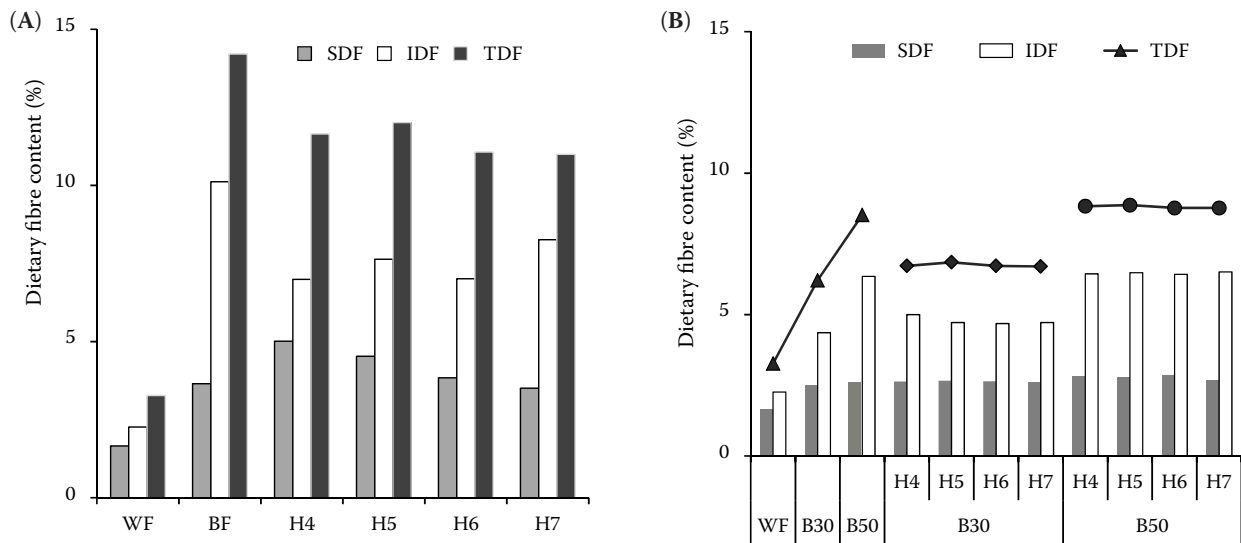 (A)
15
10
5
0
Dietary fibre content (%)
SDF IDF TDF
WF BF H4 H5 H6 H7
(B)
15
10
5
0
Dietary fibre content (%)
SDF IDF TDF
H4 H5 H6 H7 H4 H5 H6 H7
WF B30 B50 B30 B50